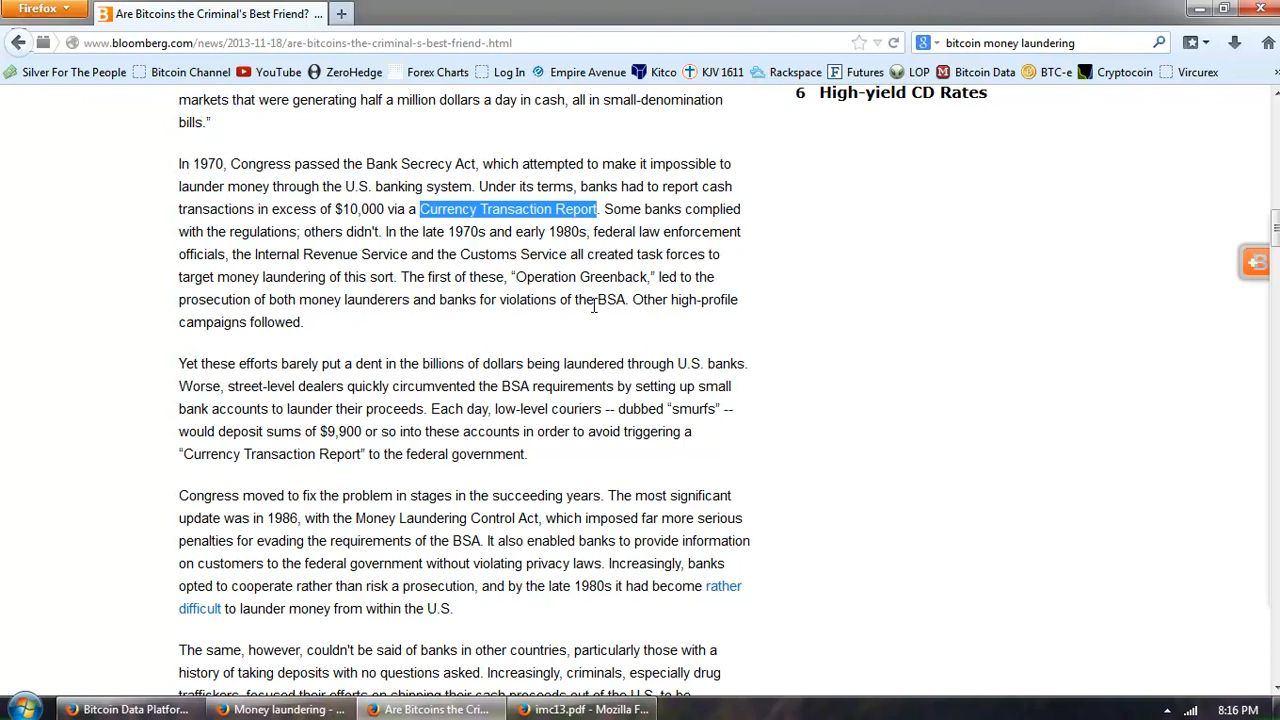 Firefox
Are Bitcoins the Criminal's Best Friend? ...
www.bloomberg.com/news/2013-11-18/are-bitcoins-the-criminal-s-best-friend-.html
bitcoin money laundering
Silver For The People Bitcoin Channel YouTube ZeroHedge Forex Charts Log In Empire Avenue Kitco KJV 1611 Rackspace Futures LOP Bitcoin Data BTC-e Cryptocoin Vircurex
markets that were generating half a million dollars a day in cash, all in small-denomination
bills.”
6 High-yield CD Rates
In 1970, Congress passed the Bank Secrecy Act, which attempted to make it impossible to
launder money through the U.S. banking system. Under its terms, banks had to report cash
transactions in excess of $10,000 via a Currency Transaction Report. Some banks complied
with the regulations; others didn't. In the late 1970s and early 1980s, federal law enforcement
officials, the Internal Revenue Service and the Customs Service all created task forces to
target money laundering of this sort. The first of these, “Operation Greenback,” led to the
prosecution of both money launderers and banks for violations of the BSA. Other high-profile
campaigns followed.
Yet these efforts barely put a dent in the billions of dollars being laundered through U.S. banks.
Worse, street-level dealers quickly circumvented the BSA requirements by setting up small
bank accounts to launder their proceeds. Each day, low-level couriers -- dubbed “smurfs” --
would deposit sums of $9,900 or so into these accounts in order to avoid triggering a
“Currency Transaction Report” to the federal government.
Congress moved to fix the problem in stages in the succeeding years. The most significant
update was in 1986, with the Money Laundering Control Act, which imposed far more serious
penalties for evading the requirements of the BSA. It also enabled banks to provide information
on customers to the federal government without violating privacy laws. Increasingly, banks
opted to cooperate rather than risk a prosecution, and by the late 1980s it had become rather
difficult to launder money from within the U.S.
The same, however, couldn't be said of banks in other countries, particularly those with a
history of taking deposits with no questions asked. Increasingly, criminals, especially drug
traffickers, focused their efforts on shipping their cash proceeds out of the U.S. to be
Bitcoin Data Platfor... Money laundering - ... Are Bitcoins the Cri... imc13.pdf - Mozilla F... 8:16 PM